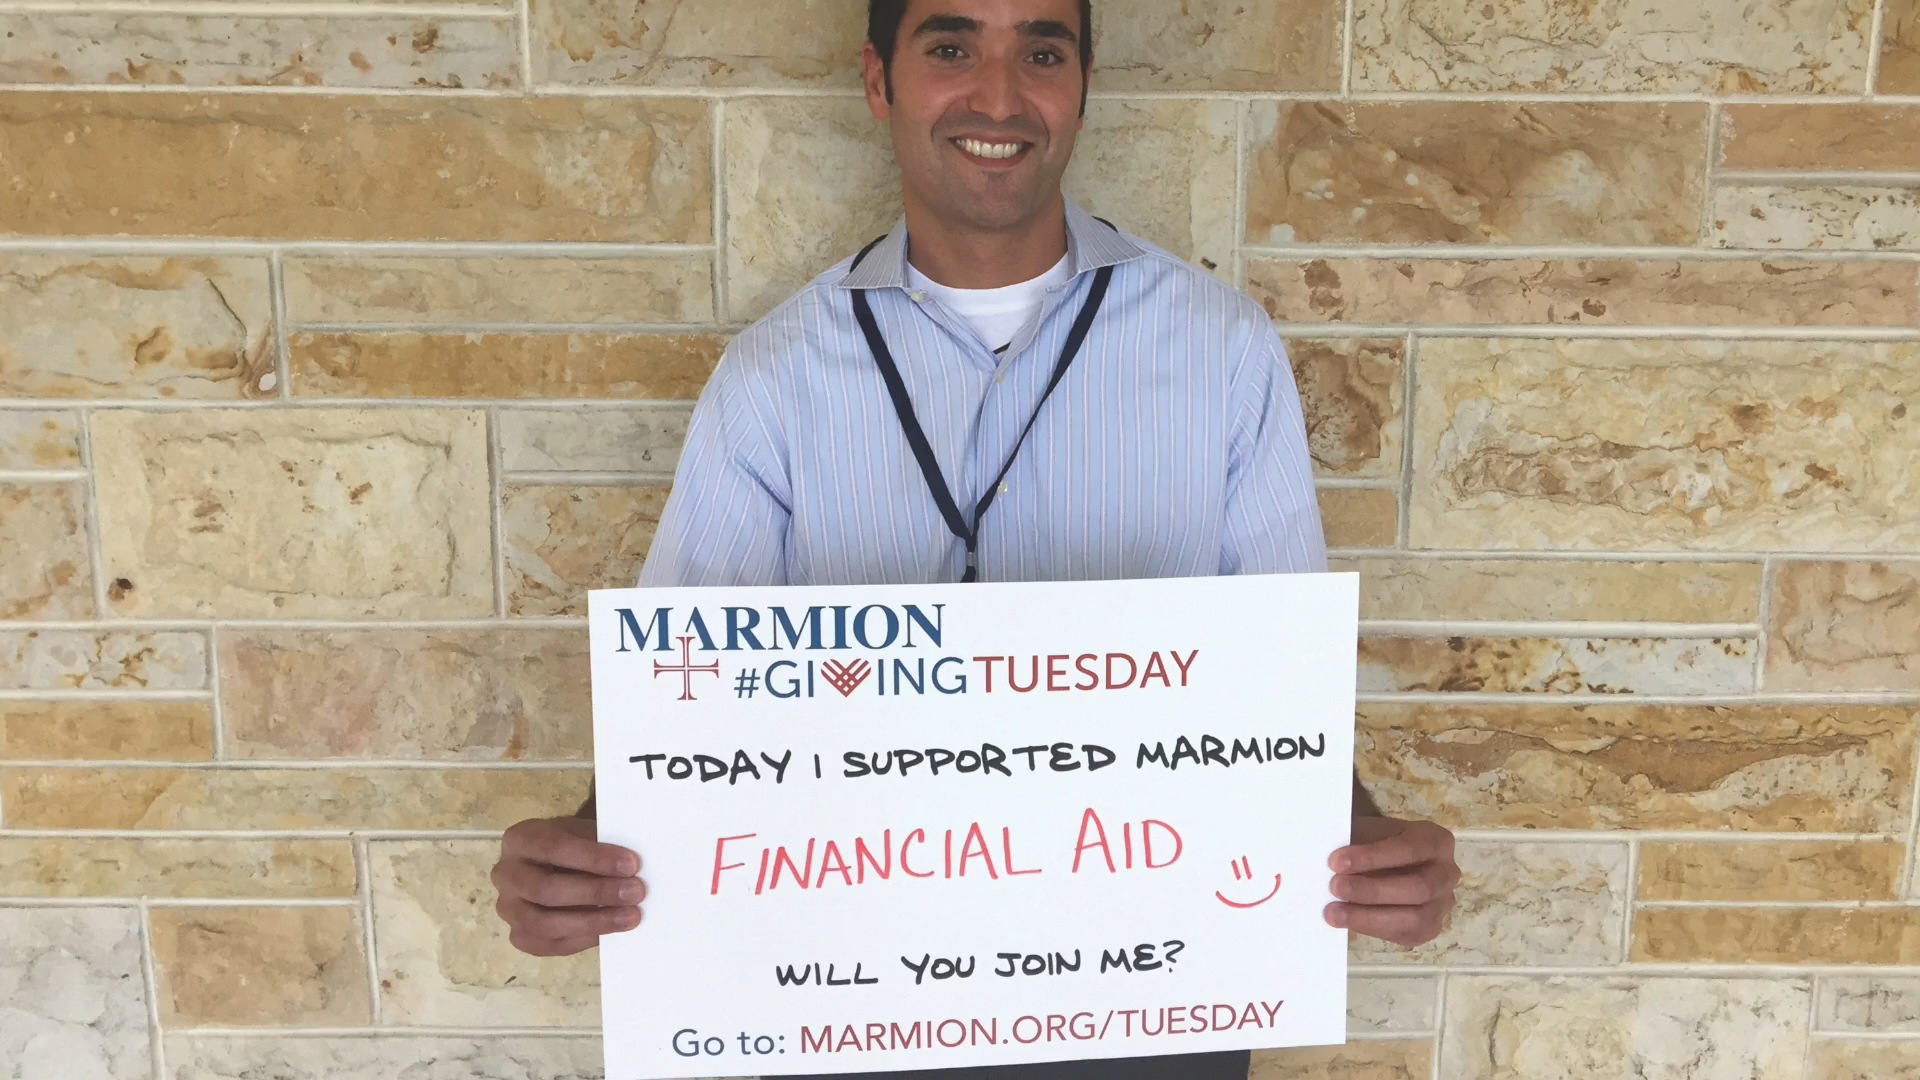 MARMION
#GIVINGTUESDAY
TODAY I SUPPORTED MARMION
FINANCIAL AID
WILL YOU JOIN ME?
Go to: MARMION.ORG/TUESDAY